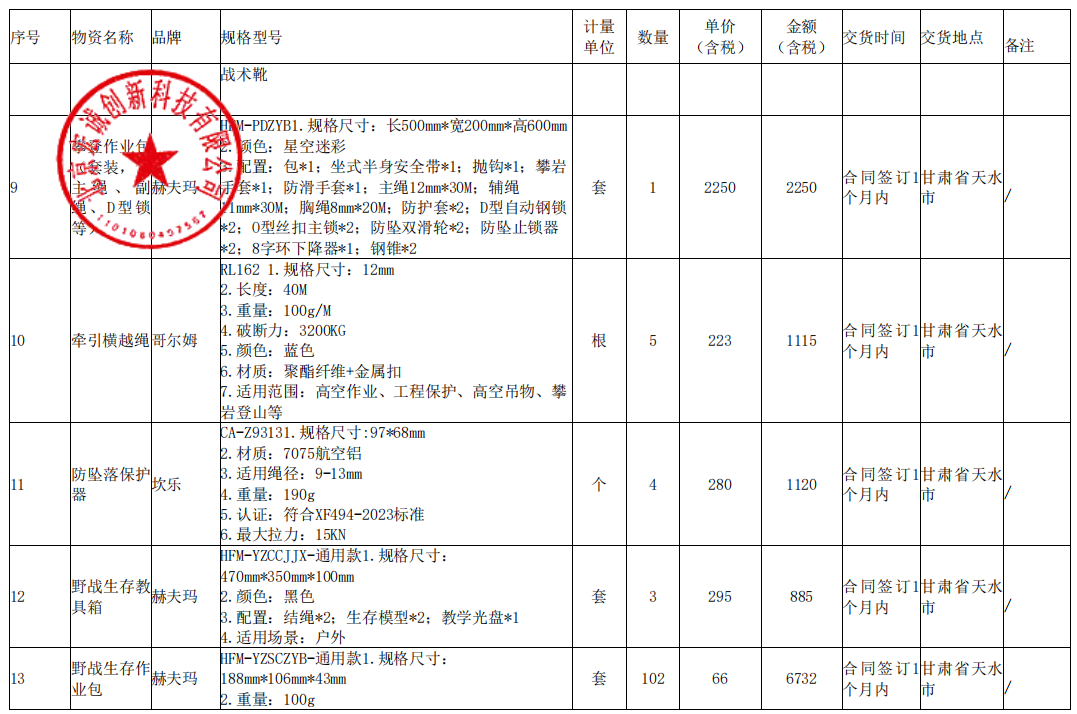 序号 物资名称 品牌 规格型号 计量单位 数量 单价（含税） 金额（含税） 交货时间 交货地点 备注
战术靴
9
作业包
套装，
主绳、副
绳、D型锁
等
赫夫玛
HFM-PDZYB1.规格尺寸：长500mm*宽200mm*高600mm
2.颜色：星空迷彩
3.配置：包*1；坐式半身安全带*1；抛钩*1；攀岩
手套*1；防滑手套*1；主绳12mm*30M；辅绳
11mm*30M；胸绳8mm*20M；防护套*2；D型自动钢锁
*2；O型丝扣主锁*2；防坠双滑轮*2；防坠止锁器
*2；8字环下降器*1；钢锥*2
套 1 2250 2250
合同签订1
个月内
甘肃省天水
市
/
10
牵引横越绳
哥尔姆
RL162 1.规格尺寸：12mm
2.长度：40M
3.重量：100g/M
4.破断力：3200KG
5.颜色：蓝色
6.材质：聚酯纤维+金属扣
7.适用范围：高空作业、工程保护、高空吊物、攀
岩登山等
根 5 223 1115
合同签订1
个月内
甘肃省天水
市
/
11
防坠落保护
器
坎乐
CA-Z93131.规格尺寸:97*68mm
2.材质：7075航空铝
3.适用绳径：9-13mm
4.重量：190g
5.认证：符合XF494-2023标准
6.最大拉力：15KN
个 4 280 1120
合同签订1
个月内
甘肃省天水
市
/
12
野战生存教
具箱
赫夫玛
HFM-YZCCJJX-通用款1.规格尺寸：
470mm*350mm*100mm
2.颜色：黑色
3.配置：结绳*2；生存模型*2；教学光盘*1
4.适用场景：户外
套 3 295 885
合同签订1
个月内
甘肃省天水
市
/
13
野战生存作
业包
赫夫玛
HFM-YZSCZYB-通用款1.规格尺寸：
188mm*106mm*43mm
2.重量：100g
套 102 66 6732
合同签订1
个月内
甘肃省天水
市
/
诚创新科技有限公司